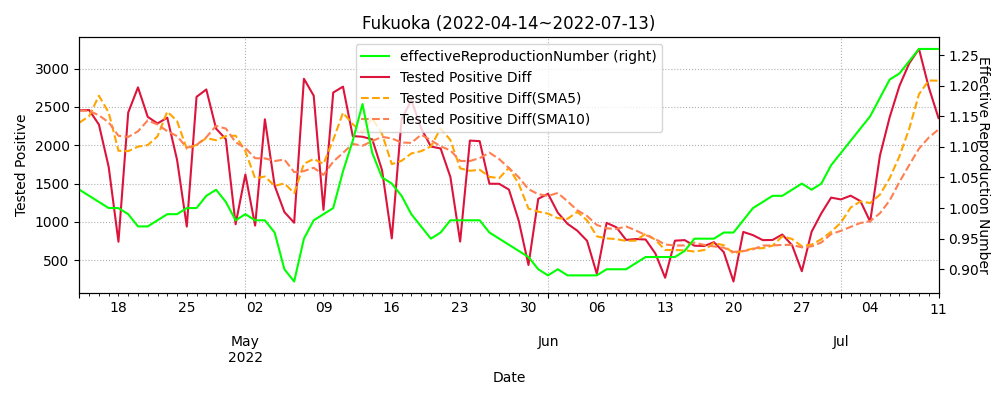 Fukuoka (2022-04-14~2022-07-13)
effectiveReproductionNumber (right)
Tested Positive Diff
Tested Positive Diff(SMA5)
Tested Positive Diff(SMA10)
Tested Positive
3000
2500
2000
1500
1000
500
Effective Reproduction Number
1.25
1.20
1.15
1.10
1.05
1.00
0.95
0.90
18 25 02 09 16 23 30 06 13 20 27 04 11
May Jun Jul
2022
Date